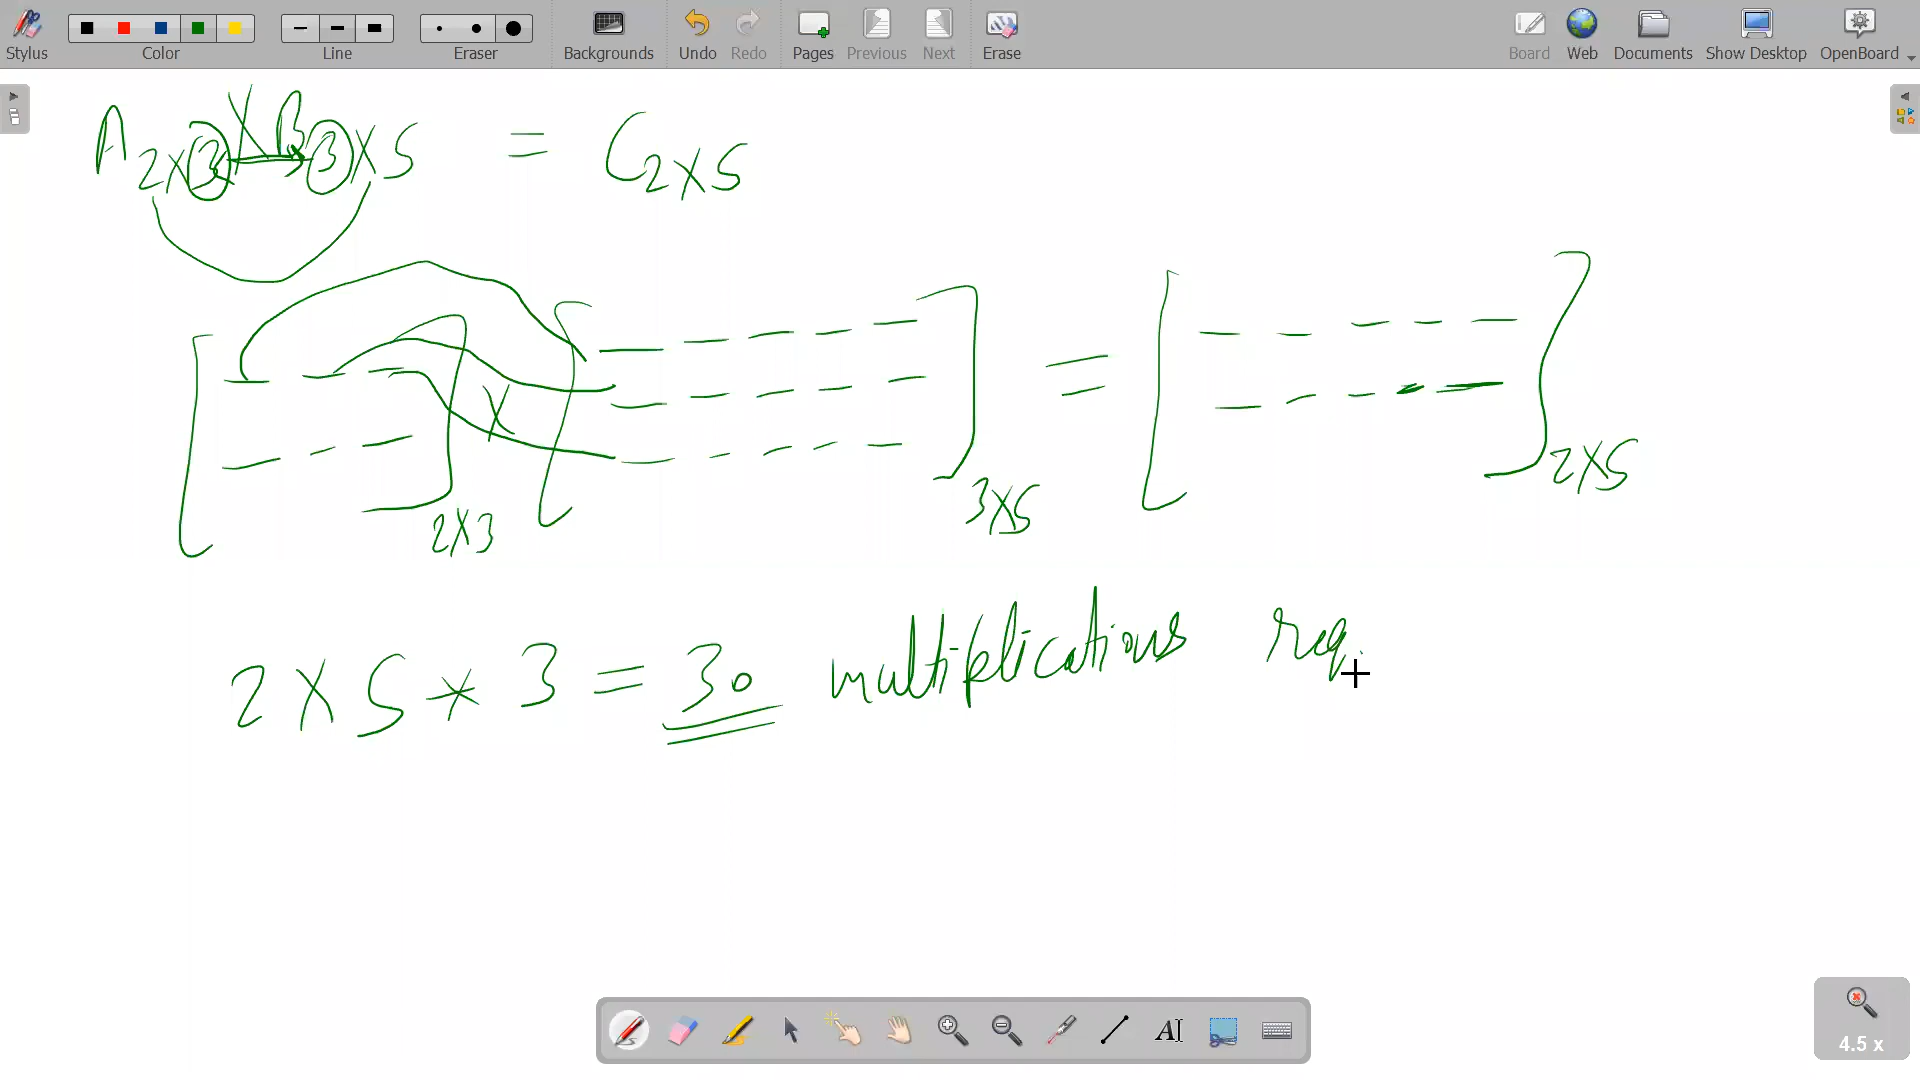 Stylus Color Line Eraser Backgrounds Undo Redo Pages Previous Next Erase Board Web Documents Show Desktop OpenBoard
A2x3 X B3x5 = C2x5
X =
2x3 3x5 2x5
2 x 5 * 3 = 30 multiplications req.
4.5 x